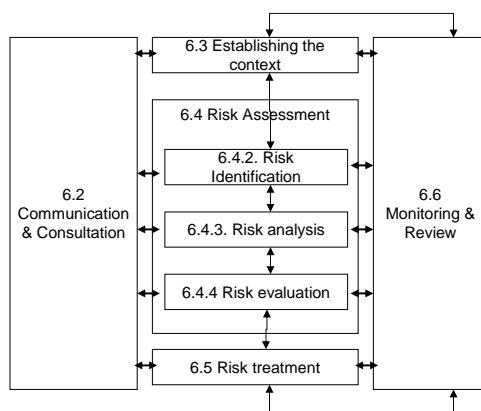 6.3 Establishing the
context
6.4 Risk Assessment
6.4.2. Risk
Identification
6.2
Communication
& Consultation
6.6
Monitoring &
Review
6.4.3. Risk analysis
6.4.4 Risk evaluation
6.5 Risk treatment